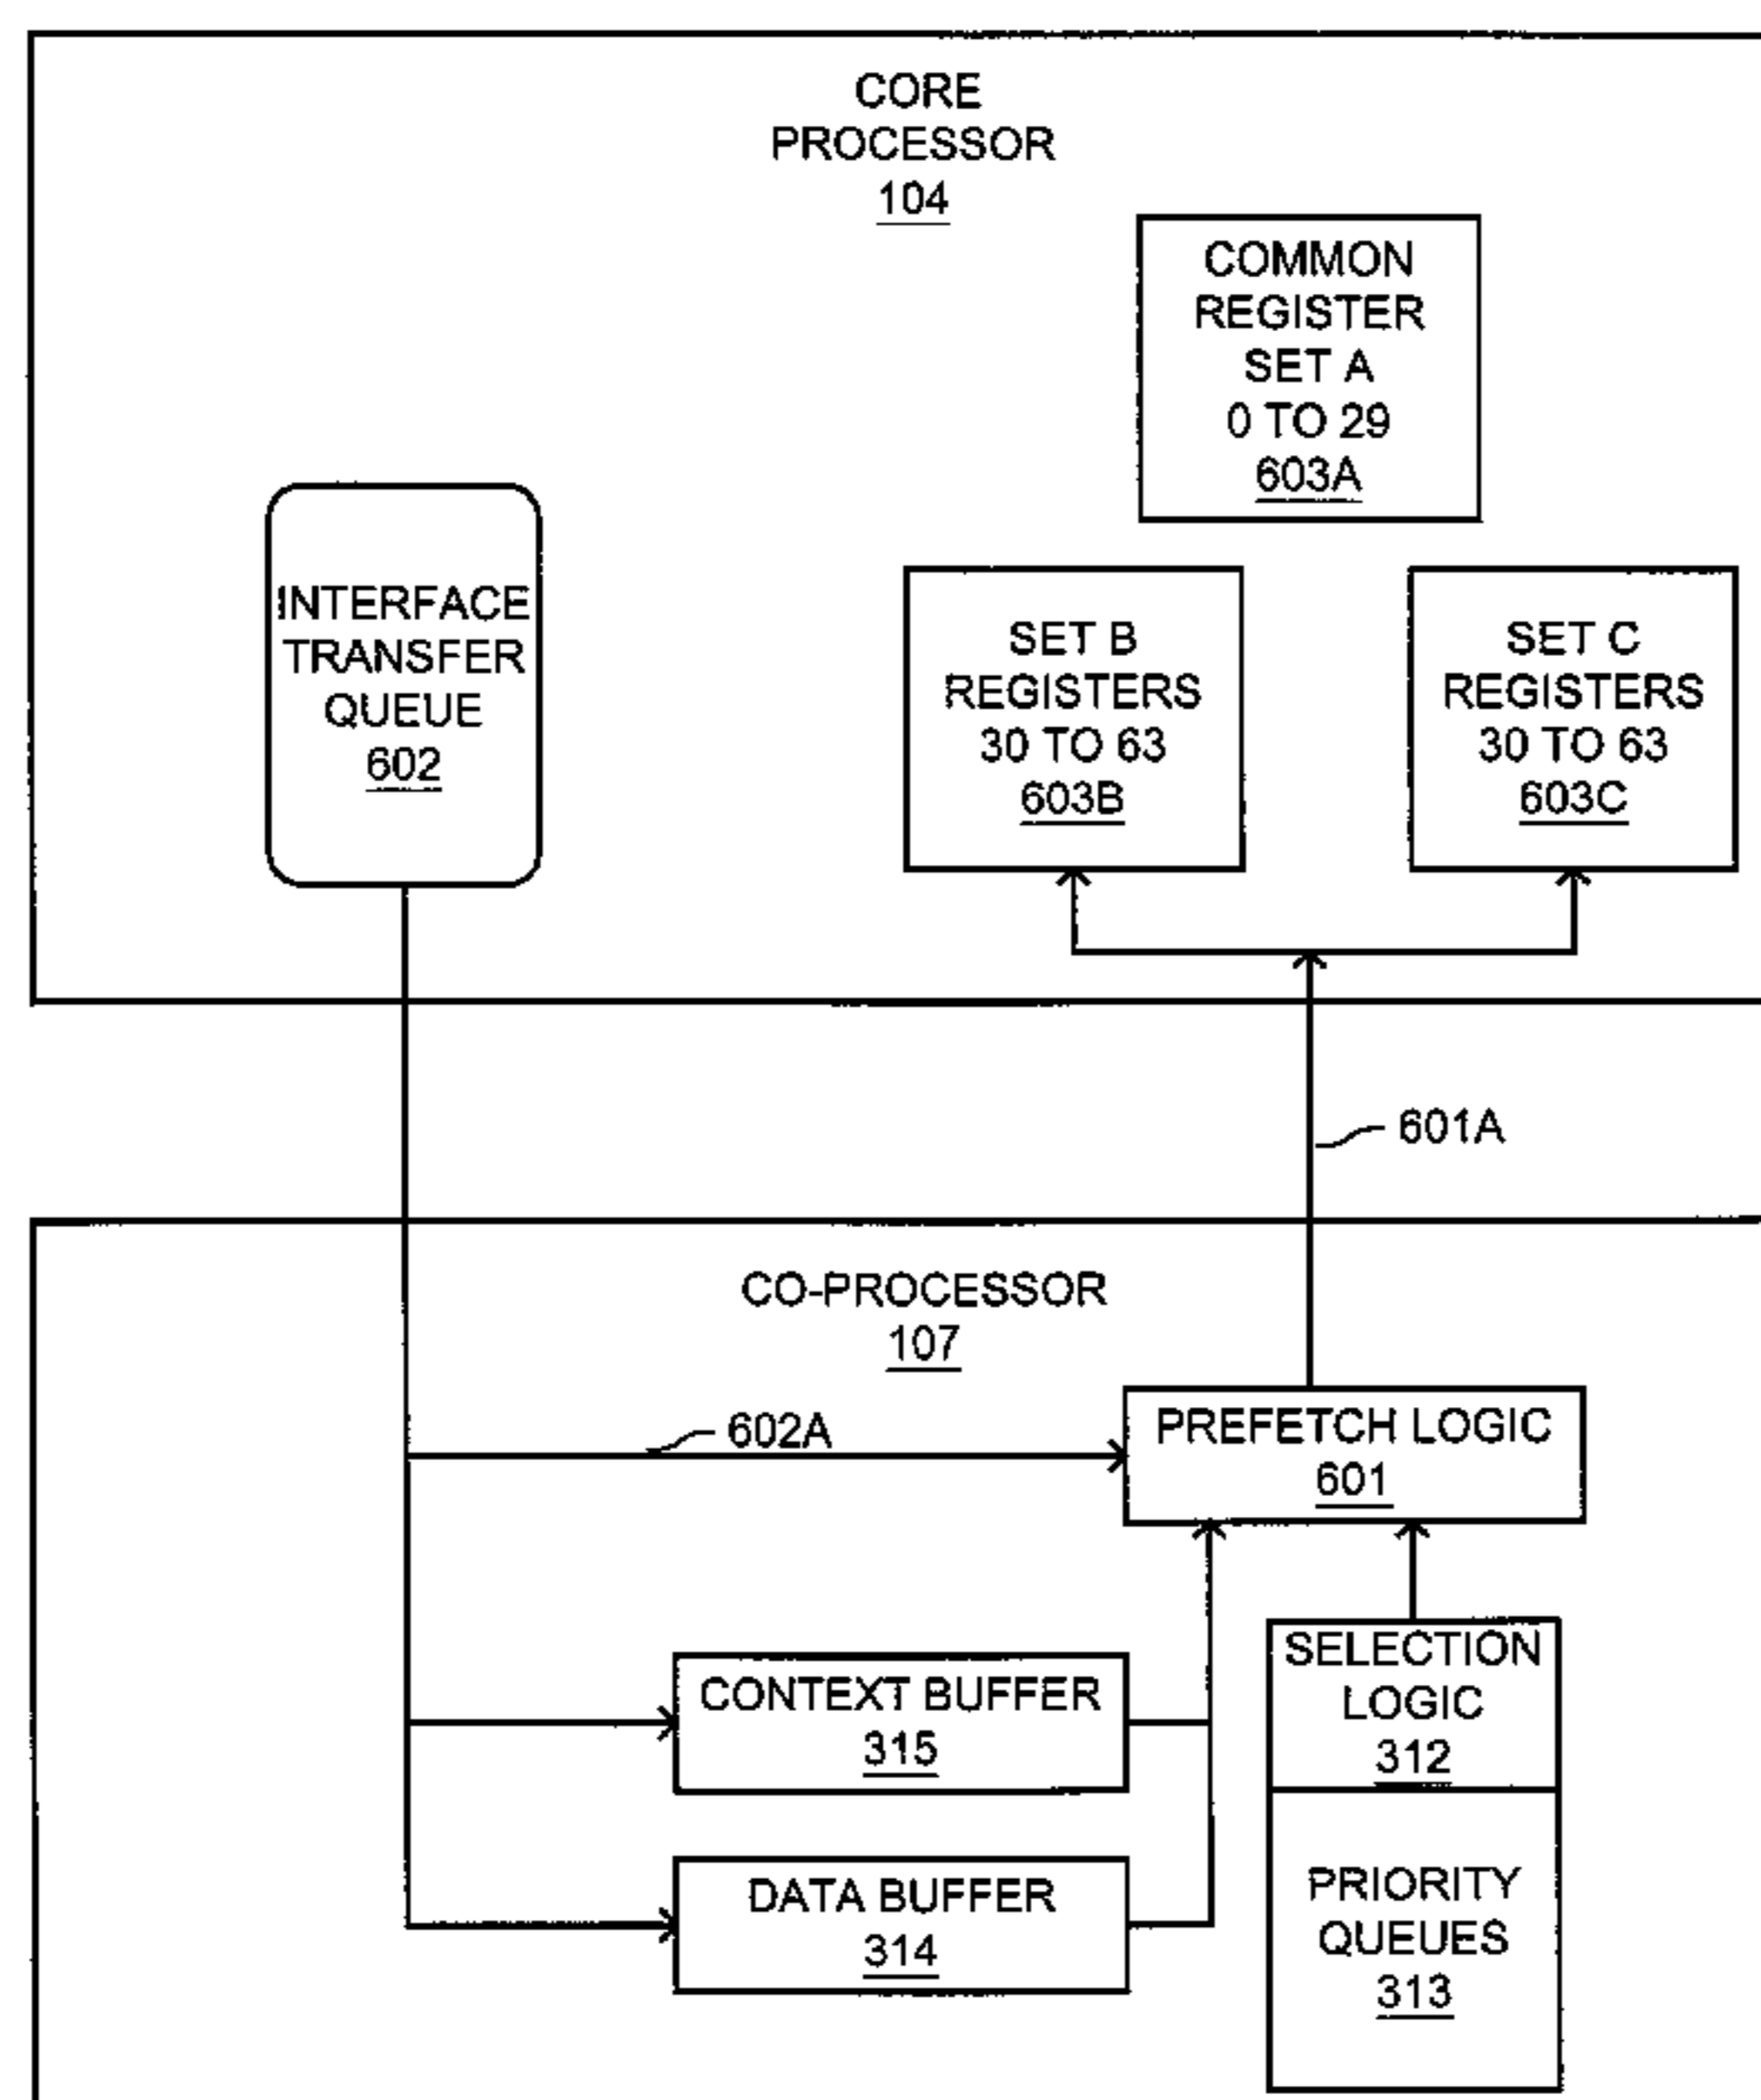 CORE
PROCESSOR
104
COMMON
REGISTER
SET A
0 TO 29
603A
INTERFACE
TRANSFER
QUEUE
602
SET B
REGISTERS
30 TO 63
603B
SET C
REGISTERS
30 TO 63
603C
601A
CO-PROCESSOR
107
602A
PREFETCH LOGIC
601
CONTEXT BUFFER
315
SELECTION
LOGIC
312
DATA BUFFER
314
PRIORITY
QUEUES
313